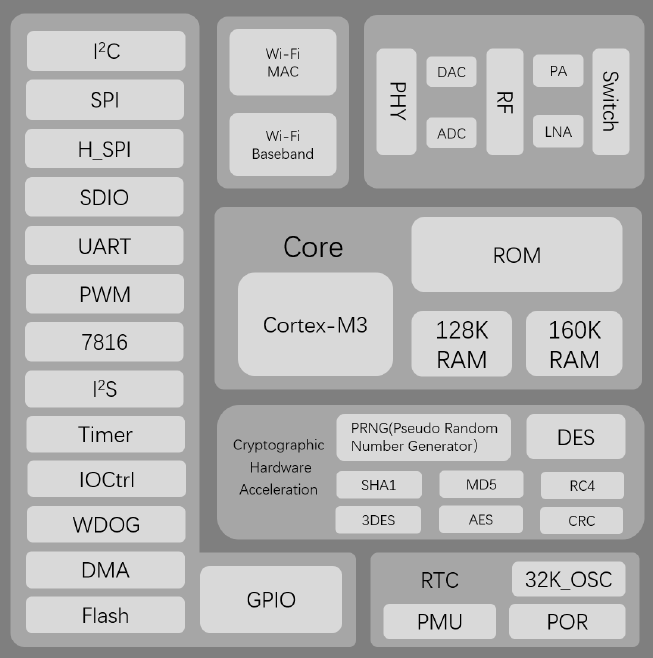 I²C
SPI
H_SPI
SDIO
UART
PWM
7816
I²S
Timer
IOCtrl
WDOG
DMA
Flash
GPIO
Wi-Fi
MAC
Wi-Fi
Baseband
PHY
DAC
ADC
RF
PA
LNA
Switch
Core
Cortex-M3
ROM
128K
RAM
160K
RAM
Cryptographic
Hardware
Acceleration
PRNG(Pseudo Random
Number Generator）
DES
SHA1
MD5
RC4
3DES
AES
CRC
RTC
32K_OSC
PMU
POR